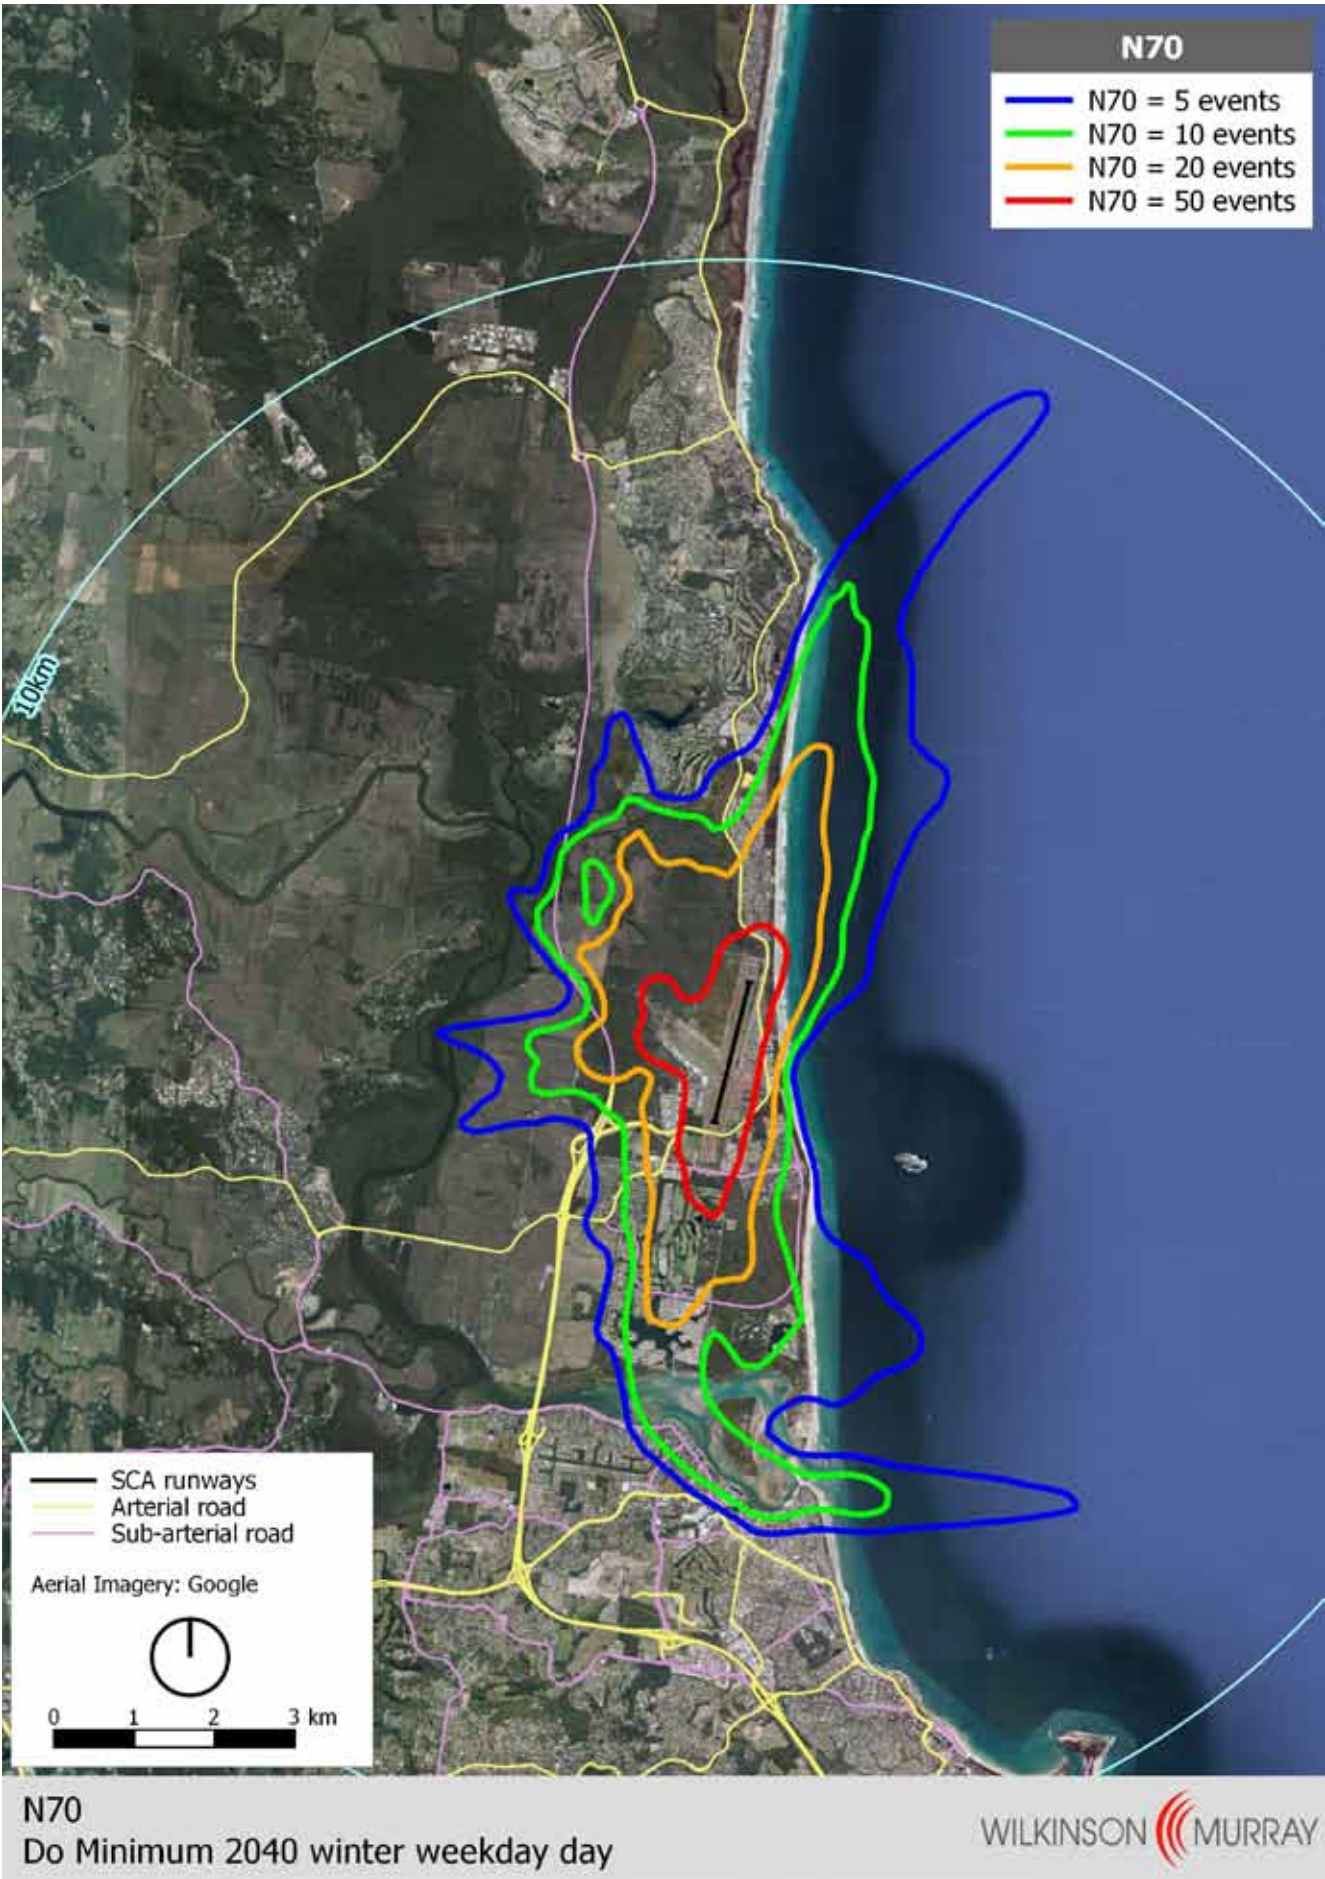 N70
N70 = 5 events
N70 = 10 events
N70 = 20 events
N70 = 50 events
10km
SCA runways
Arterial road
Sub-arterial road
Aerial Imagery: Google
0 1 2 3 km
N70
Do Minimum 2040 winter weekday day
WILKINSON MURRAY